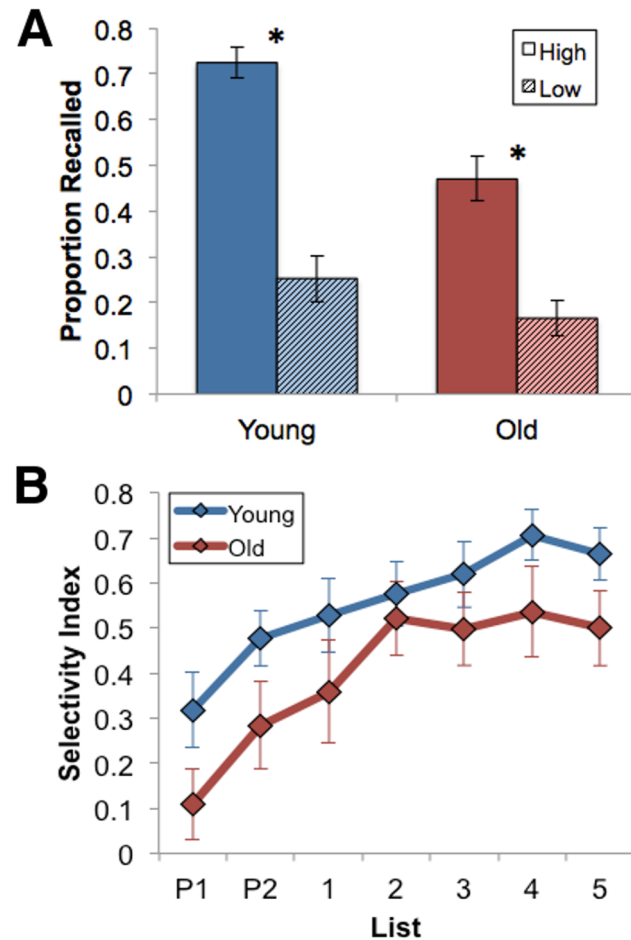 A
Proportion Recalled
0.8
0.7
0.6
0.5
0.4
0.3
0.2
0.1
0
*
*
High
Low
Young
Old
B
Selectivity Index
0.8
0.7
0.6
0.5
0.4
0.3
0.2
0.1
0
Young
Old
P1 P2 1 2 3 4 5
List